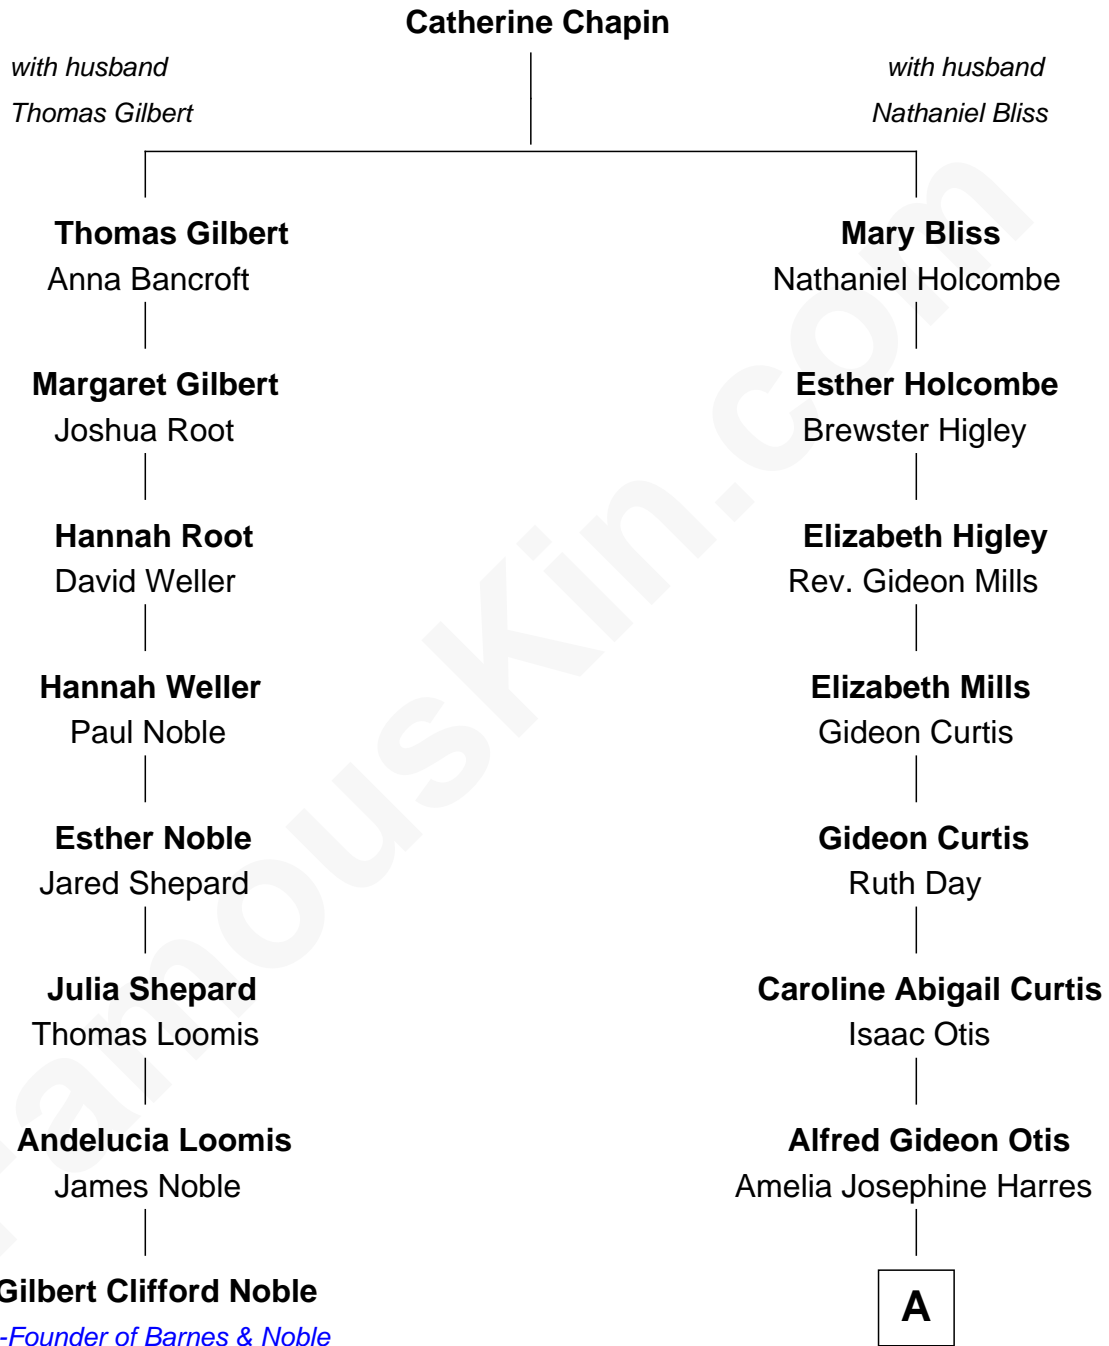 Catherine Chapin
with husband
Thomas Gilbert
with husband
Nathaniel Bliss
Thomas Gilbert
Anna Bancroft
Mary Bliss
Nathaniel Holcombe
Margaret Gilbert
Joshua Root
Esther Holcombe
Brewster Higley
Hannah Root
David Weller
Elizabeth Higley
Rev. Gideon Mills
Hannah Weller
Paul Noble
Elizabeth Mills
Gideon Curtis
Esther Noble
Jared Shepard
Gideon Curtis
Ruth Day
Julia Shepard
Thomas Loomis
Caroline Abigail Curtis
Isaac Otis
Andelucia Loomis
James Noble
Alfred Gideon Otis
Amelia Josephine Harres
Gilbert Clifford Noble
-Founder of Barnes & Noble
A
FamousKin.com